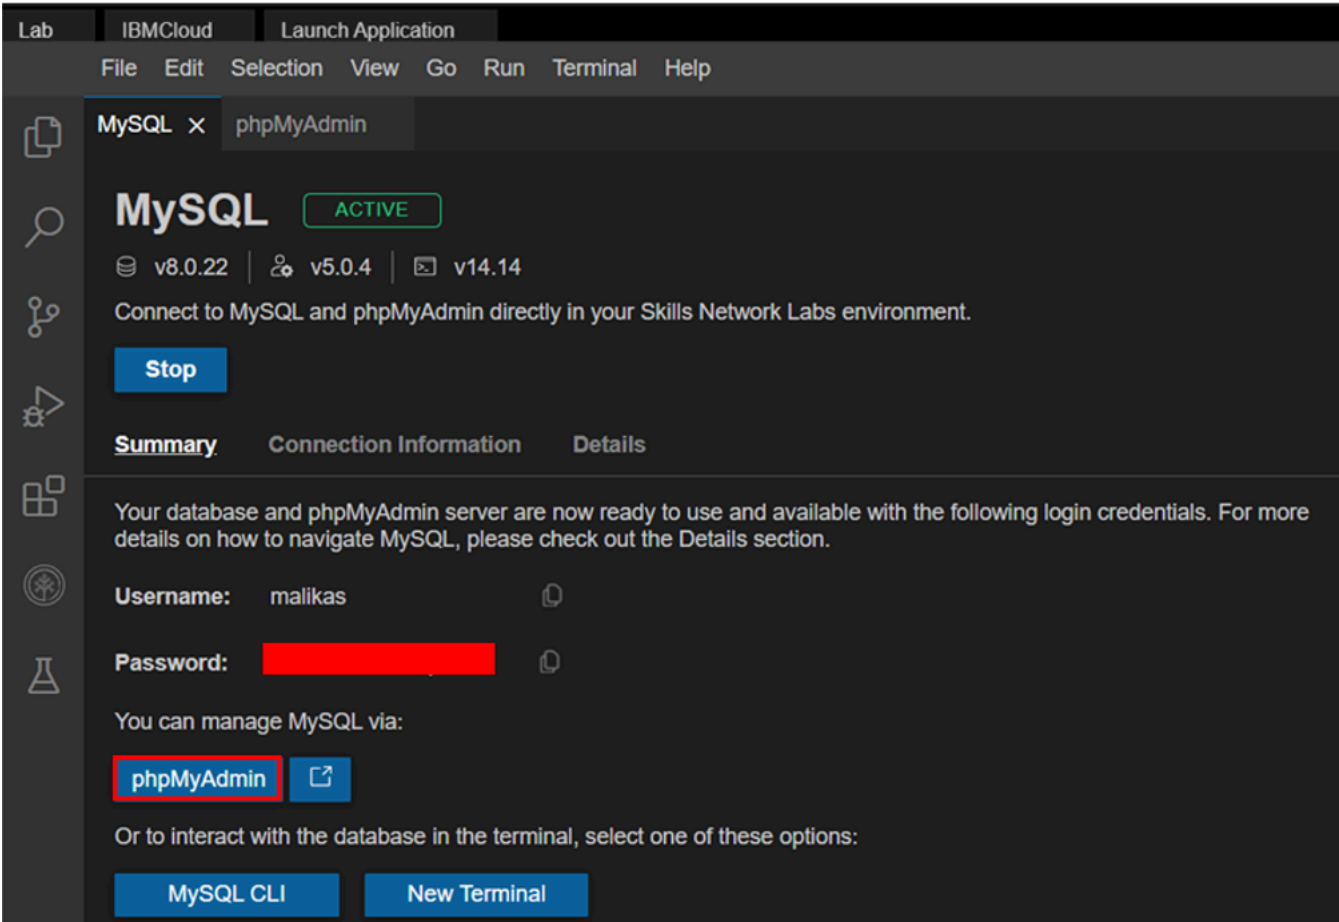 Lab IBMCloud Launch Application
File Edit Selection View Go Run Terminal Help
MySQL × phpMyAdmin
MySQL ACTIVE
v8.0.22 v5.0.4 v14.14
Connect to MySQL and phpMyAdmin directly in your Skills Network Labs environment.
Stop
Summary Connection Information Details
Your database and phpMyAdmin server are now ready to use and available with the following login credentials. For more
details on how to navigate MySQL, please check out the Details section.
Username: malikas
Password:
You can manage MySQL via:
phpMyAdmin
Or to interact with the database in the terminal, select one of these options:
MySQL CLI New Terminal